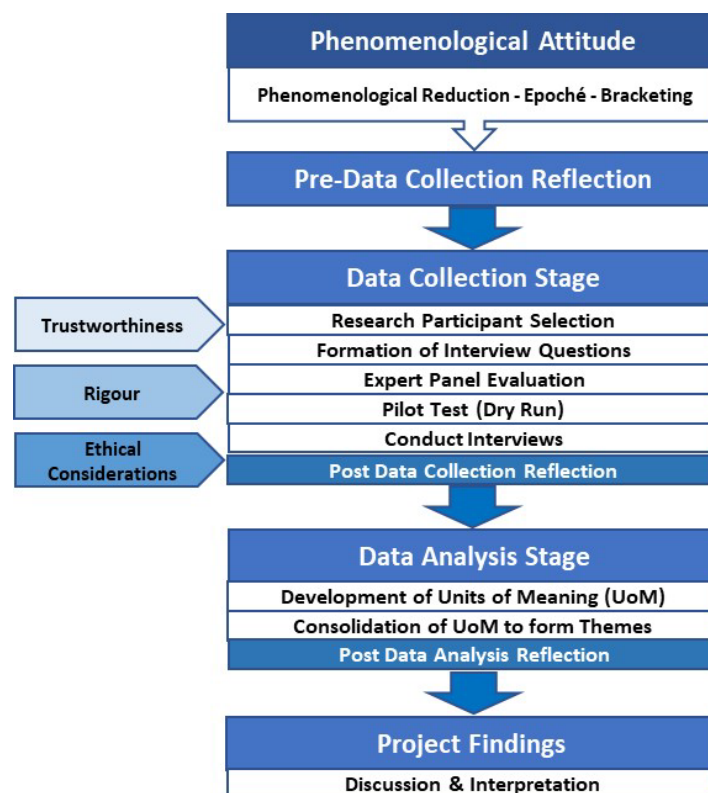 Phenomenological Attitude
Phenomenological Reduction - Epoché - Bracketing
Pre-Data Collection Reflection
Data Collection Stage
Trustworthiness
Research Participant Selection
Formation of Interview Questions
Expert Panel Evaluation
Rigour
Pilot Test (Dry Run)
Conduct Interviews
Ethical
Considerations
Post Data Collection Reflection
Data Analysis Stage
Development of Units of Meaning (UoM)
Consolidation of UoM to form Themes
Post Data Analysis Reflection
Project Findings
Discussion & Interpretation